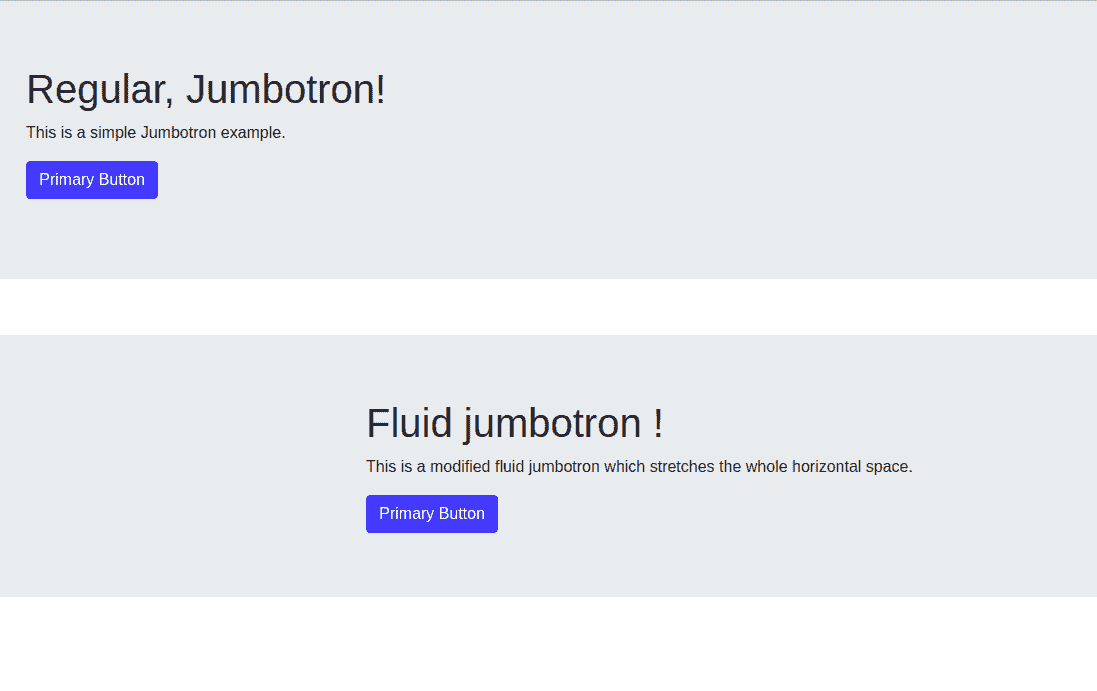 Regular, Jumbotron!
This is a simple Jumbotron example.
Primary Button
Fluid jumbotron !
This is a modified fluid jumbotron which stretches the whole horizontal space.
Primary Button